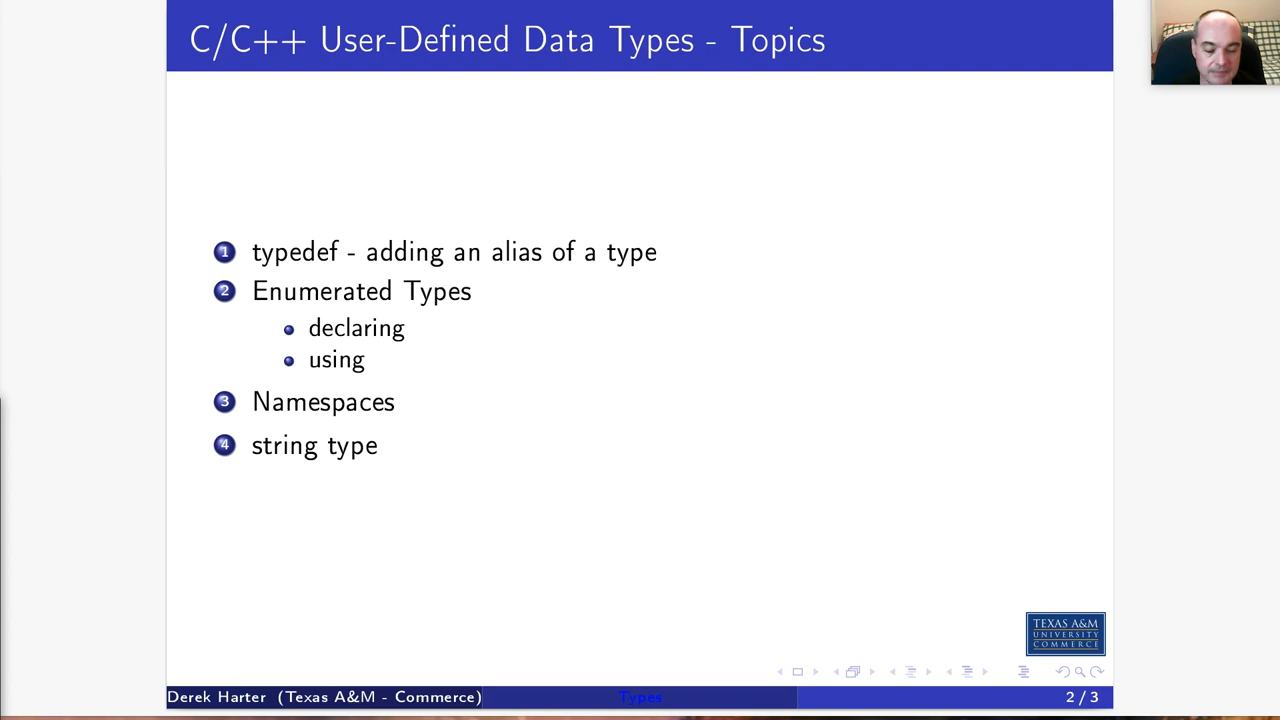 C/C++ User-Defined Data Types - Topics
1 typedef - adding an alias of a type
2 Enumerated Types
declaring
using
3 Namespaces
4 string type
TEXAS A&M
UNIVERSITY
COMMERCE
Derek Harter (Texas A&M - Commerce) Types 2 / 3